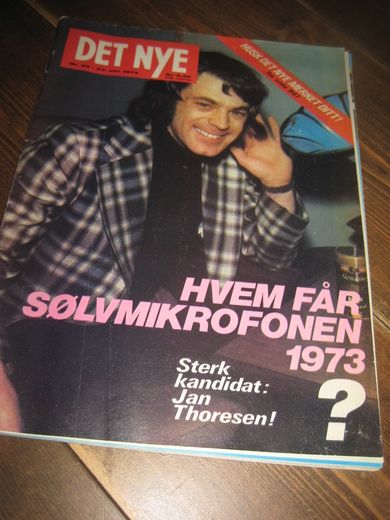 DET NYE
HUSK DET NYE MERKET DITT!
HVEM FÅR
SØLVMIKROFONEN
1973
?
Sterk
kandidat:
Jan
Thoresen!